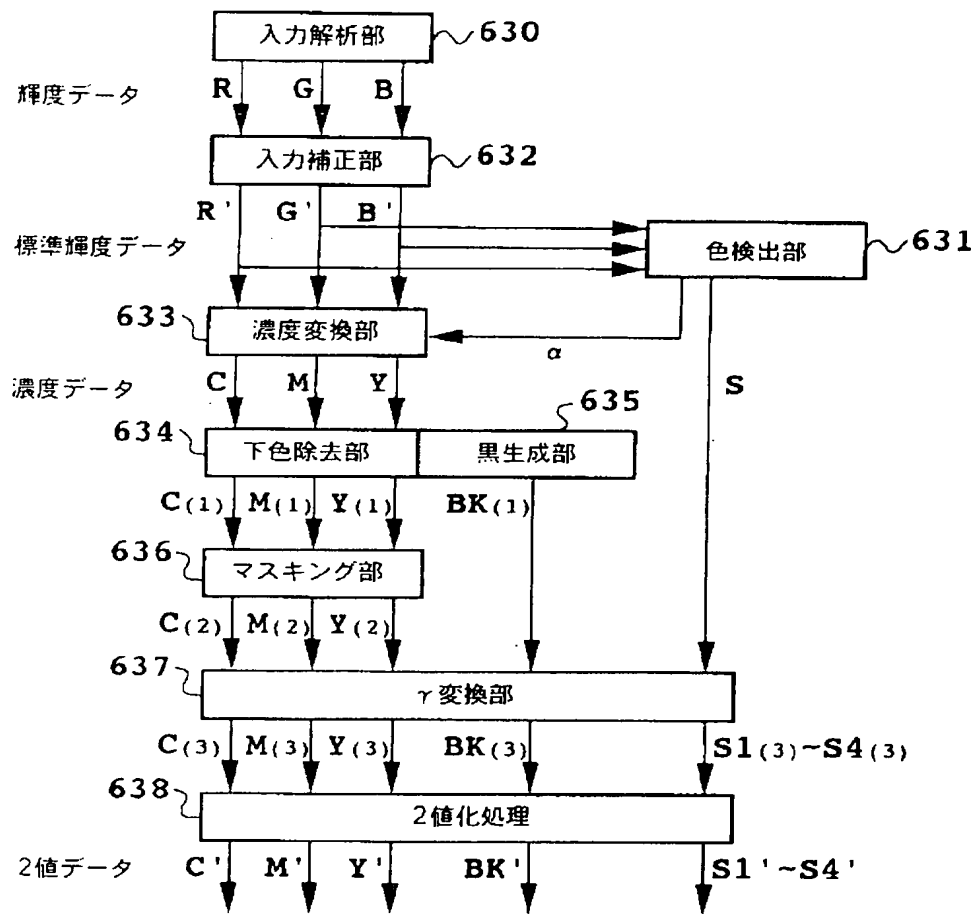 入力解析部 630
輝度データ R G B
入力補正部 632
R' G' B'
標準輝度データ 色検出部 631
633 濃度変換部 α
濃度データ C M Y S
635
634 下色除去部 黒生成部
C(1) M(1) Y(1) BK(1)
636 マスキング部
C(2) M(2) Y(2)
637 γ変換部
C(3) M(3) Y(3) BK(3) S1(3)~S4(3)
638 2値化処理
2値データ C' M' Y' BK' S1'~S4'